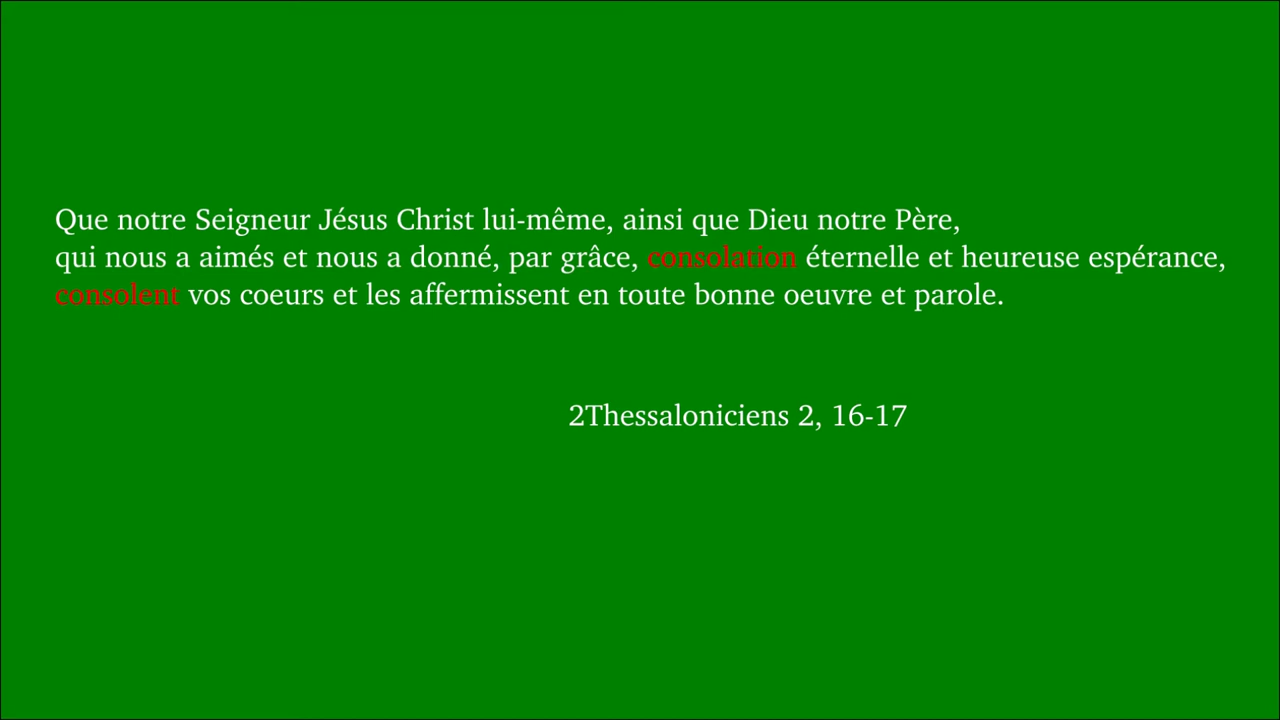 Que notre Seigneur Jésus Christ lui-même, ainsi que Dieu notre Père,
qui nous a aimés et nous a donné, par grâce, consolation éternelle et heureuse espérance,
consolent vos coeurs et les affermissent en toute bonne oeuvre et parole.
2Thessaloniciens 2, 16-17